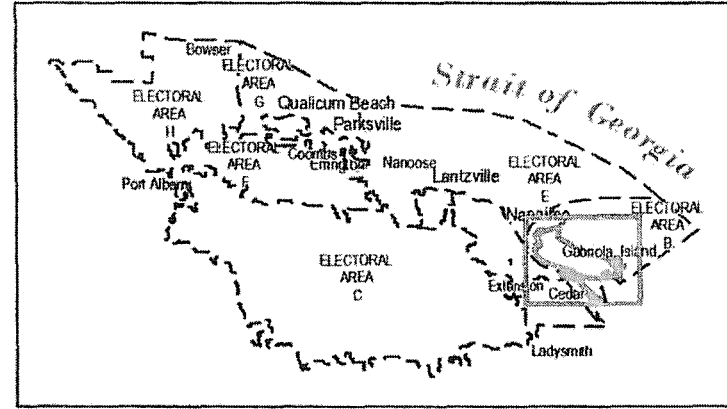 Bowser
ELECTORAL
AREA
G
Strait of Georgia
ELECTORAL
AREA
H
Qualicum Beach
Parksville
ELECTORAL
AREA
F
Coombs
Errington
Nanoose
Port Alberni
Lantzville
ELECTORAL
AREA
E
Nanaimo
ELECTORAL
AREA
B
Gabriola Island
ELECTORAL
AREA
C
Extension
Cedar
Ladysmith